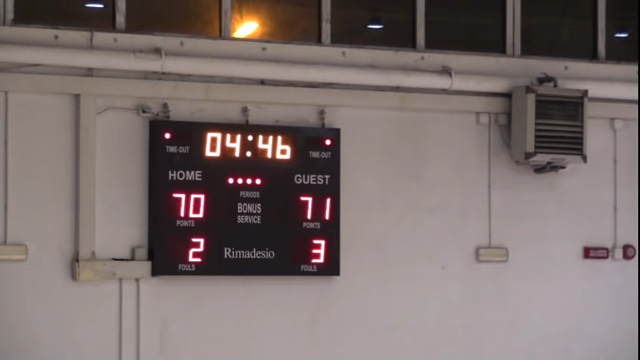 04:46
TIME-OUT TIME-OUT
HOME GUEST
PERIODS
70 BONUS 71
POINTS SERVICE POINTS
2 Rimadesio 3
FOULS FOULS